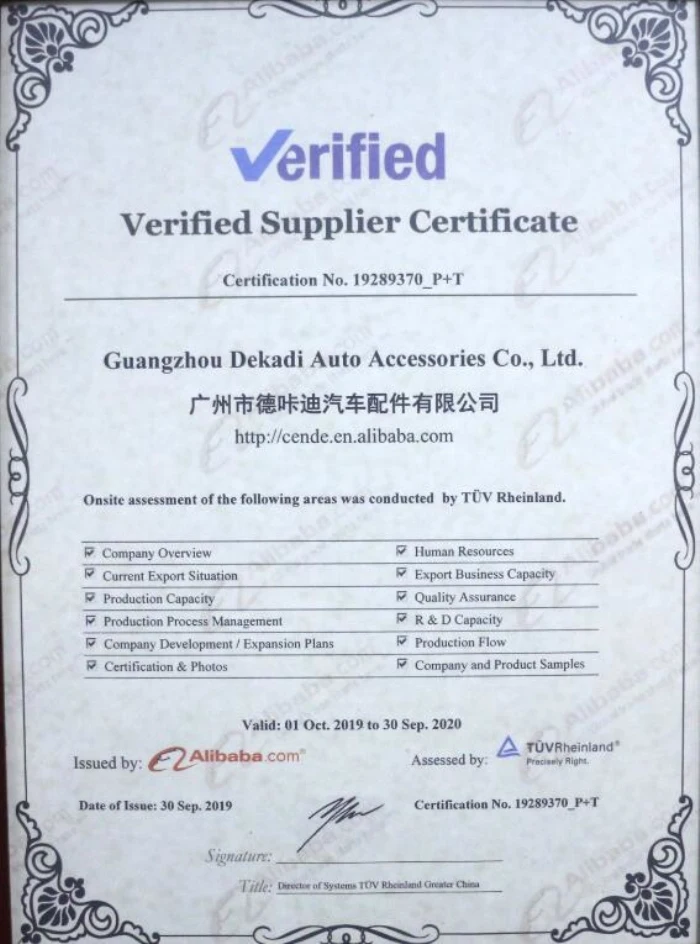 Verified
Verified Supplier Certificate
Certification No. 19289370_P+T
Guangzhou Dekadi Auto Accessories Co., Ltd.
广州市德咔迪汽车配件有限公司
http://cende.en.alibaba.com
Onsite assessment of the following areas was conducted by TÜV Rheinland.
Company Overview
Human Resources
Current Export Situation
Export Business Capacity
Production Capacity
Quality Assurance
Production Process Management
R & D Capacity
Company Development / Expansion Plans
Production Flow
Certification & Photos
Company and Product Samples
Valid: 01 Oct. 2019 to 30 Sep. 2020
Issued by: Alibaba.com®
Assessed by: TÜVRheinland®
Precisely Right.
Date of Issue: 30 Sep. 2019
Certification No. 19289370_P+T
Signature:
Title: Director of Systems TÜV Rheinland Greater China